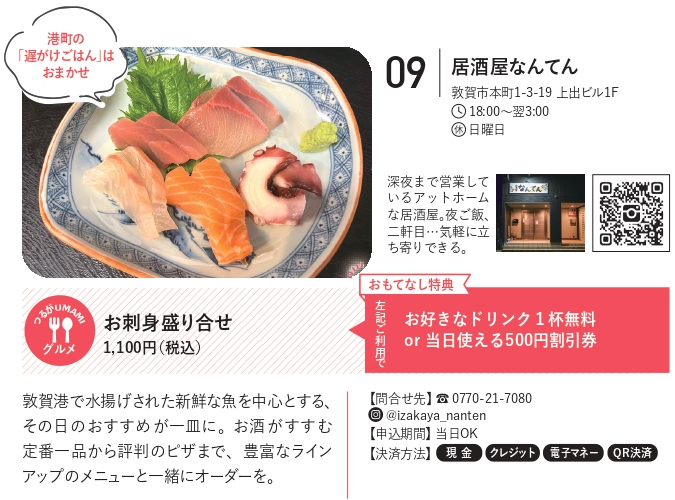 港町の
「遅がけごはん」は
おまかせ
09
居酒屋なんてん
敦賀市本町1-3-19 上出ビル1F
18:00〜翌3:00
休 日曜日
深夜まで営業して
いるアットホーム
な居酒屋。夜ご飯、
二軒目…気軽に立
ち寄りできる。
なんてん
つるがUMAMI
グルメ
お刺身盛り合せ
1,100円(税込)
おもてなし特典
左記ご利用で
お好きなドリンク1杯無料
or 当日使える500円割引券
敦賀港で水揚げされた新鮮な魚を中心とする、
その日のおすすめが一皿に。お酒がすすむ
定番一品から評判のピザまで、豊富なライン
アップのメニューと一緒にオーダーを。
【問合せ先】☎ 0770-21-7080
@izakaya_nanten
【申込期間】当日OK
【決済方法】現金 クレジット 電子マネー QR決済